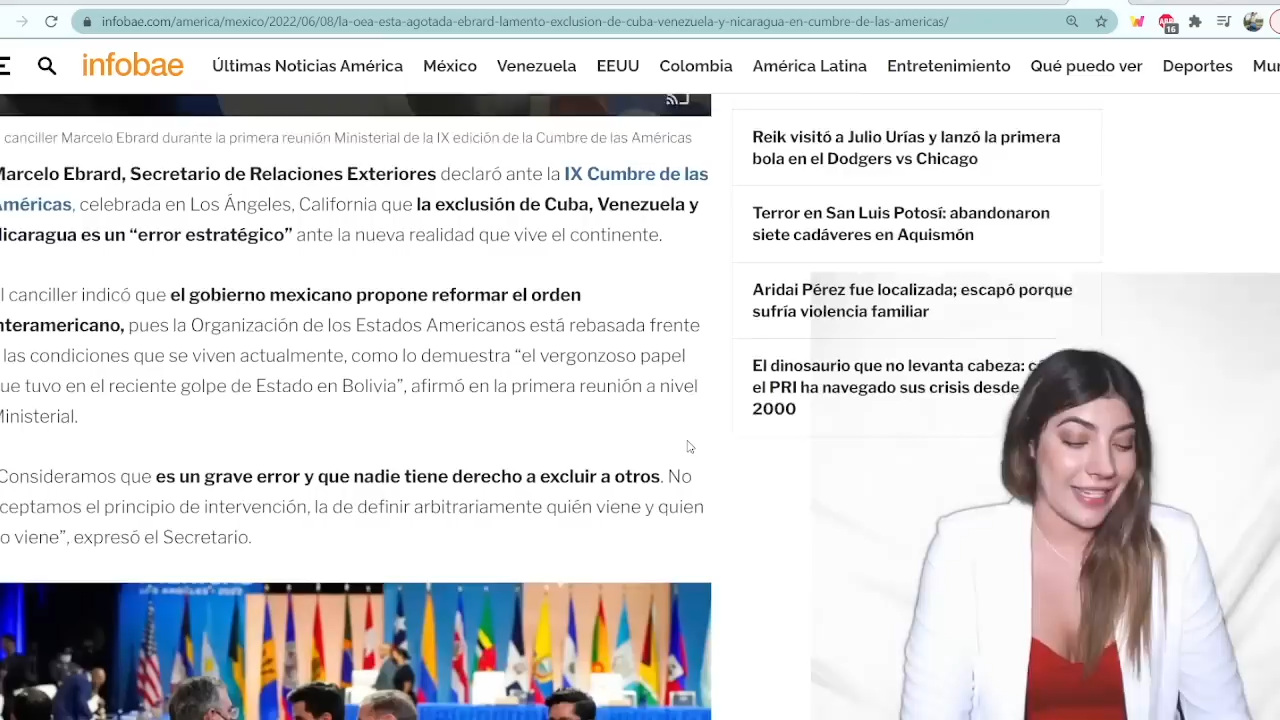 infobae.com/america/mexico/2022/06/08/la-oea-esta-agotada-ebrard-lamento-exclusion-de-cuba-venezuela-y-nicaragua-en-cumbre-de-las-americas/
16
infobae
Últimas Noticias América México Venezuela EEUU Colombia América Latina Entretenimiento Qué puedo ver Deportes Mun
canciller Marcelo Ebrard durante la primera reunión Ministerial de la IX edición de la Cumbre de las Américas
Marcelo Ebrard, Secretario de Relaciones Exteriores declaró ante la IX Cumbre de las
Américas, celebrada en Los Ángeles, California que la exclusión de Cuba, Venezuela y
Nicaragua es un “error estratégico” ante la nueva realidad que vive el continente.
l canciller indicó que el gobierno mexicano propone reformar el orden
nteramericano, pues la Organización de los Estados Americanos está rebasada frente
las condiciones que se viven actualmente, como lo demuestra “el vergonzoso papel
ue tuvo en el reciente golpe de Estado en Bolivia”, afirmó en la primera reunión a nivel
Ministerial.
Consideramos que es un grave error y que nadie tiene derecho a excluir a otros. No
ceptamos el principio de intervención, la de definir arbitrariamente quién viene y quien
o viene”, expresó el Secretario.
Reik visitó a Julio Urías y lanzó la primera
bola en el Dodgers vs Chicago
Terror en San Luis Potosí: abandonaron
siete cadáveres en Aquismón
Aridai Pérez fue localizada; escapó porque
sufría violencia familiar
El dinosaurio que no levanta cabeza: c
el PRI ha navegado sus crisis desde
2000